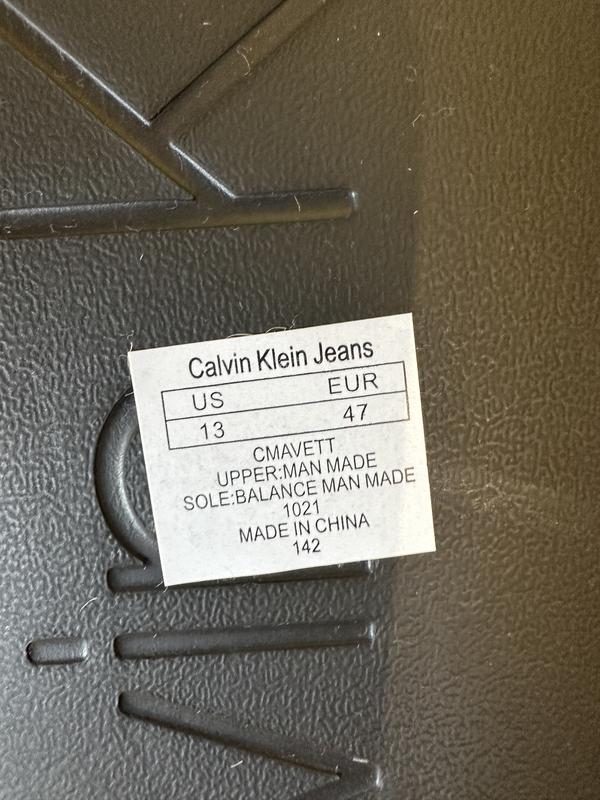 Calvin Klein Jeans
US EUR
13 47
CMAVETT
UPPER:MAN MADE
SOLE:BALANCE MAN MADE
1021
MADE IN CHINA
142